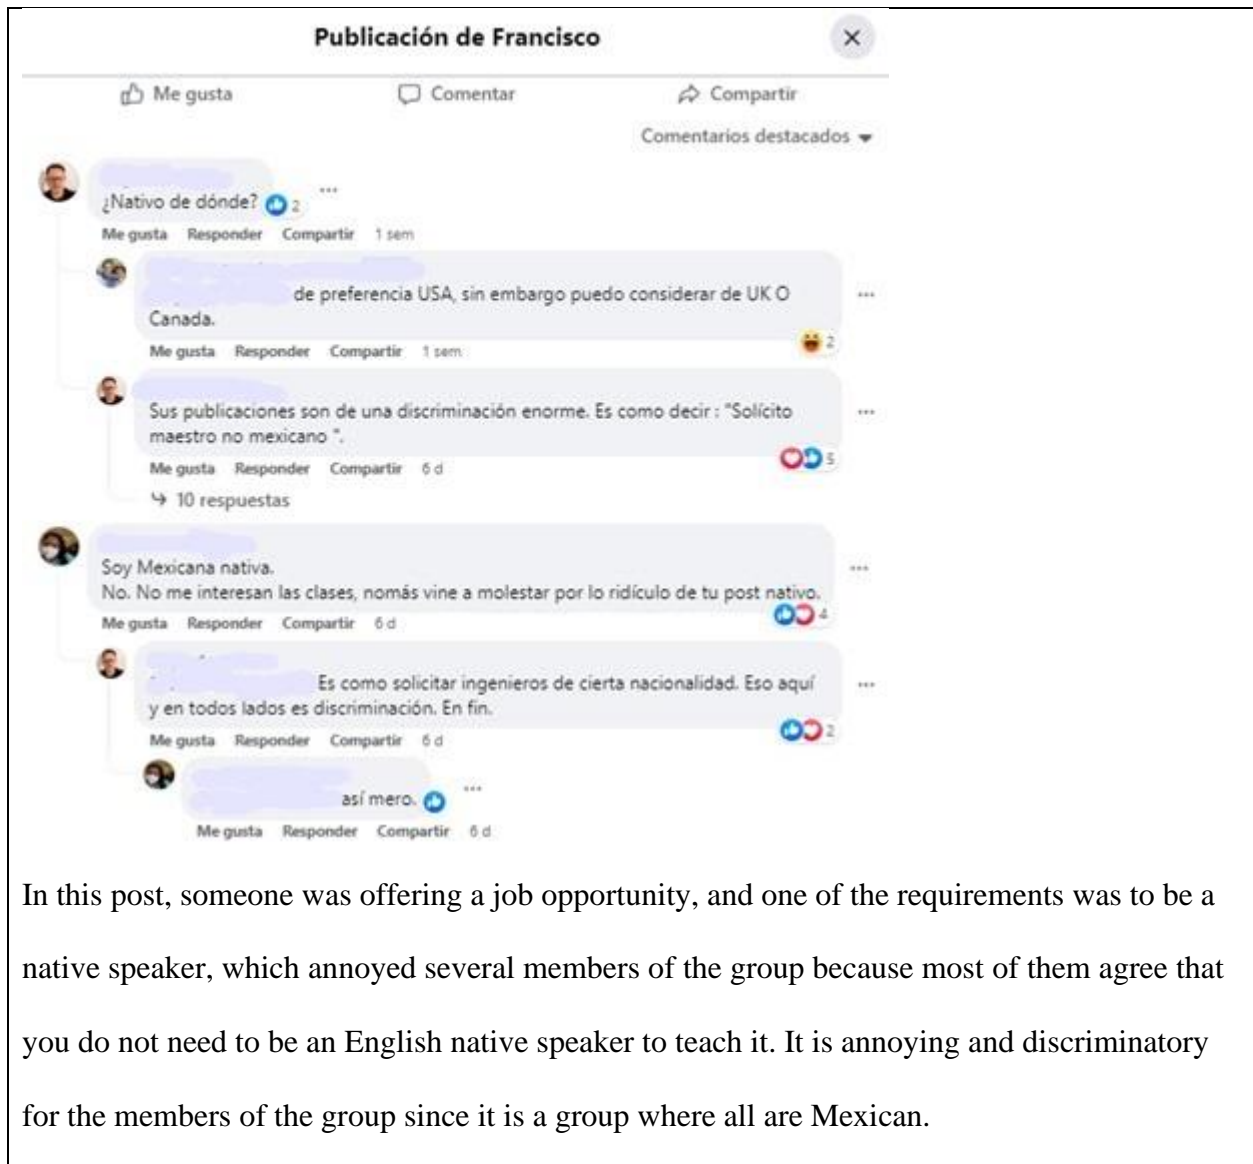 Publicación de Francisco
Me gusta Comentar Compartir
Comentarios destacados
¿Nativo de dónde? 2
Me gusta Responder Compartir 1 sem
de preferencia USA, sin embargo puedo considerar de UK O
Canada.
2
Me gusta Responder Compartir 1 sem
Sus publicaciones son de una discriminación enorme. Es como decir : "Solícito
maestro no mexicano ".
5
Me gusta Responder Compartir 6 d
10 respuestas
Soy Mexicana nativa.
No. No me interesan las clases, nomás vine a molestar por lo ridículo de tu post nativo.
4
Me gusta Responder Compartir 6 d
Es como solicitar ingenieros de cierta nacionalidad. Eso aquí
y en todos lados es discriminación. En fin.
2
Me gusta Responder Compartir 6 d
así mero.
Me gusta Responder Compartir 6 d
In this post, someone was offering a job opportunity, and one of the requirements was to be a
native speaker, which annoyed several members of the group because most of them agree that
you do not need to be an English native speaker to teach it. It is annoying and discriminatory
for the members of the group since it is a group where all are Mexican.